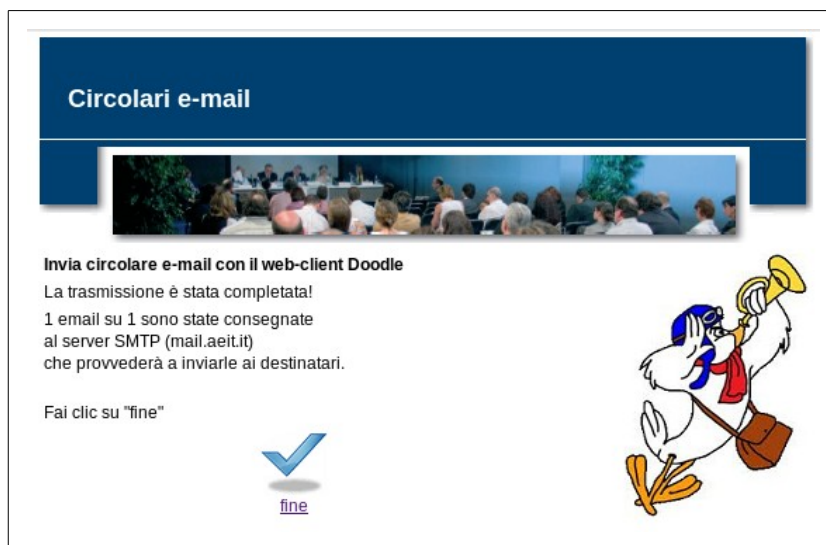 Circolari e-mail
Invia circolare e-mail con il web-client Doodle
La trasmissione è stata completata!
1 email su 1 sono state consegnate
al server SMTP (mail.aeit.it)
che provvederà a inviarle ai destinatari.
Fai clic su "fine"
fine